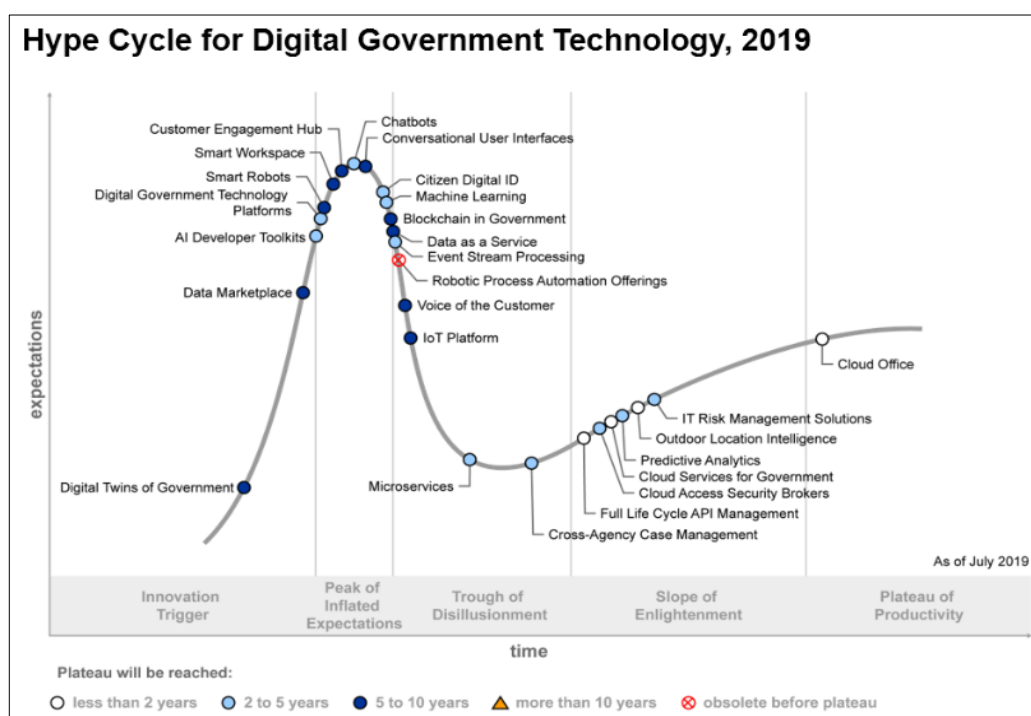 Hype Cycle for Digital Government Technology, 2019
expectations
Customer Engagement Hub
Smart Workspace
Smart Robots
Digital Government Technology
Platforms
AI Developer Toolkits
Data Marketplace
Digital Twins of Government
Chatbots
Conversational User Interfaces
Citizen Digital ID
Machine Learning
Blockchain in Government
Data as a Service
Event Stream Processing
Robotic Process Automation Offerings
Voice of the Customer
IoT Platform
Microservices
Cloud Office
IT Risk Management Solutions
Outdoor Location Intelligence
Predictive Analytics
Cloud Services for Government
Cloud Access Security Brokers
Full Life Cycle API Management
Cross-Agency Case Management
As of July 2019
Innovation
Trigger
Peak of
Inflated
Expectations
Trough of
Disillusionment
Slope of
Enlightenment
Plateau of
Productivity
time
Plateau will be reached:
less than 2 years
2 to 5 years
5 to 10 years
more than 10 years
obsolete before plateau